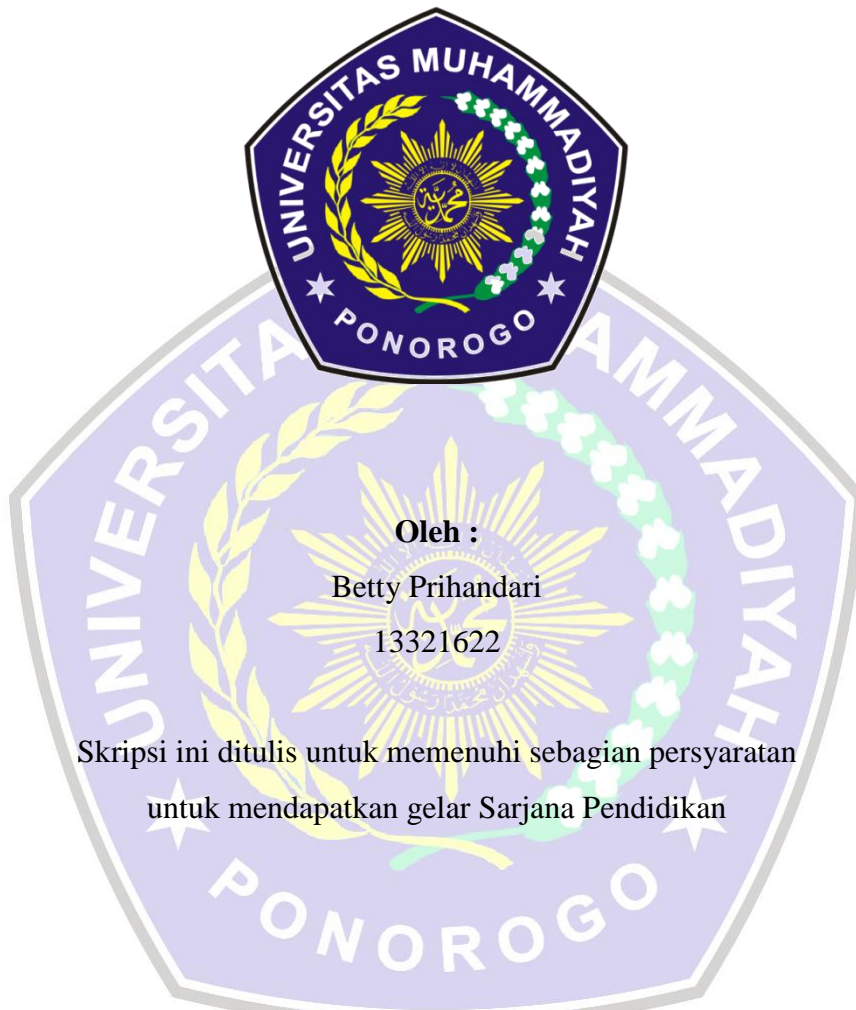 UNIVERSITAS MUHAMMADIYAH
PONOROGO
محمدية
Oleh :
Betty Prihandari
13321622
Skripsi ini ditulis untuk memenuhi sebagian persyaratan
untuk mendapatkan gelar Sarjana Pendidikan